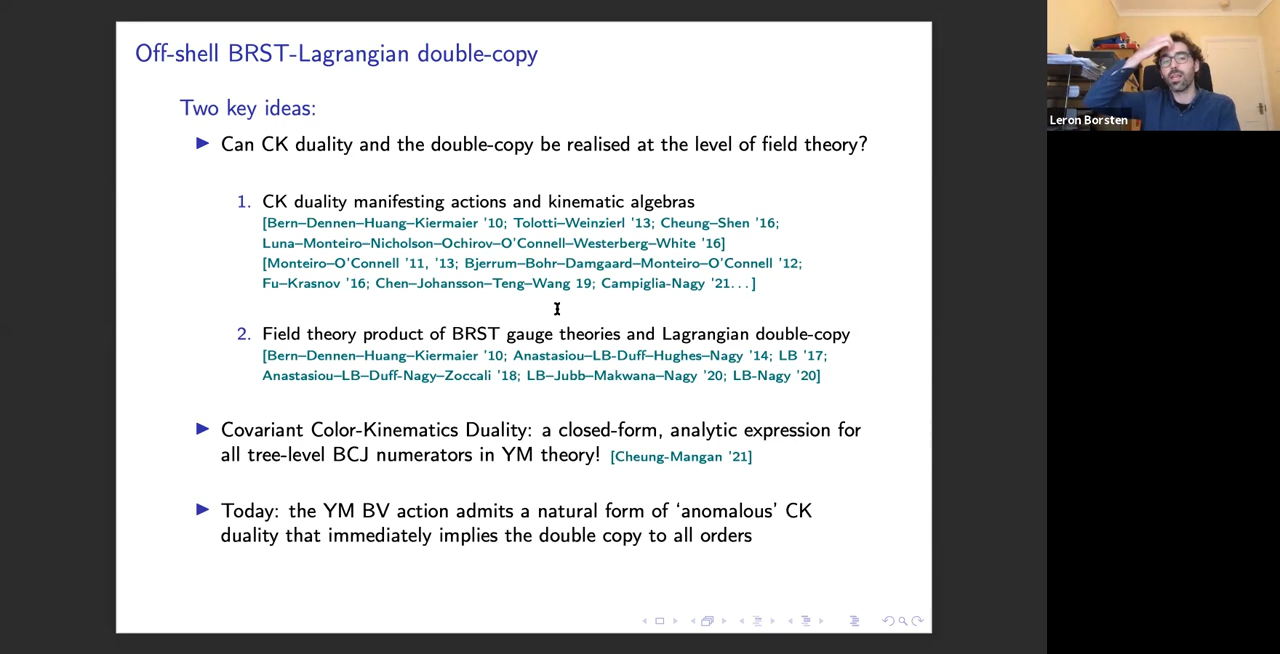 Off-shell BRST-Lagrangian double-copy
Two key ideas:
▶ Can CK duality and the double-copy be realised at the level of field theory?
1. CK duality manifesting actions and kinematic algebras
[Bern–Dennen–Huang–Kiermaier '10; Tolotti–Weinzierl '13; Cheung–Shen '16;
Luna–Monteiro–Nicholson–Ochirov–O'Connell–Westerberg–White '16]
[Monteiro–O'Connell '11, '13; Bjerrum-Bohr–Damgaard–Monteiro–O'Connell '12;
Fu–Krasnov '16; Chen–Johansson–Teng–Wang 19; Campiglia-Nagy '21...]
2. Field theory product of BRST gauge theories and Lagrangian double-copy
[Bern–Dennen–Huang–Kiermaier '10; Anastasiou–LB-Duff–Hughes–Nagy '14; LB '17;
Anastasiou–LB–Duff-Nagy–Zoccali '18; LB–Jubb–Makwana–Nagy '20; LB-Nagy '20]
▶ Covariant Color-Kinematics Duality: a closed-form, analytic expression for
all tree-level BCJ numerators in YM theory! [Cheung-Mangan '21]
▶ Today: the YM BV action admits a natural form of ‘anomalous’ CK
duality that immediately implies the double copy to all orders
Leron Borsten